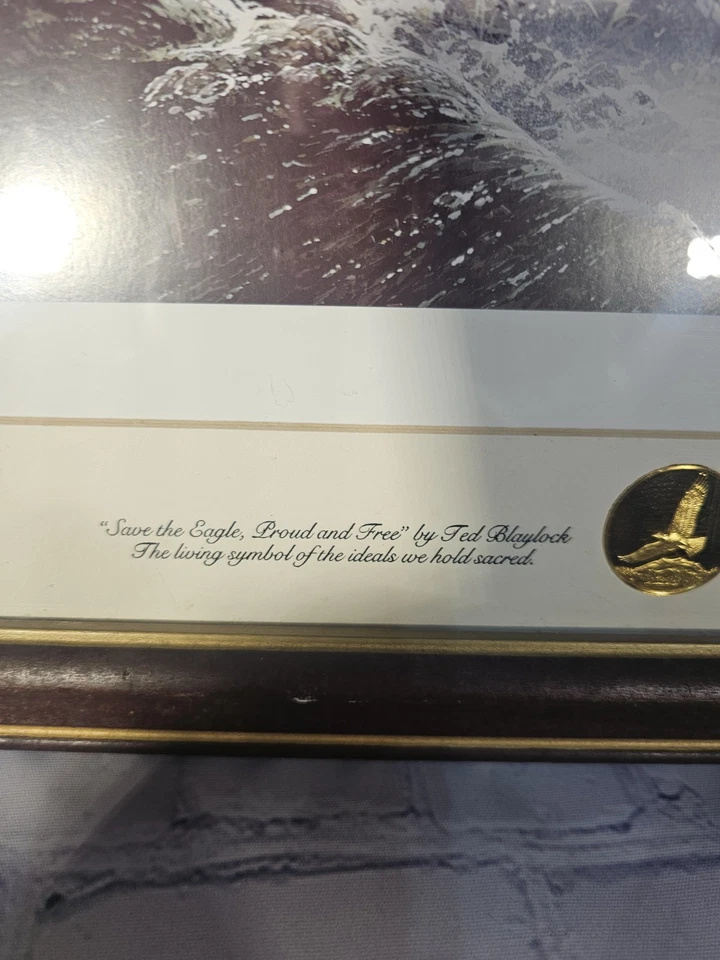 “Save the Eagle, Proud and Free” by Ted Blaylock
The living symbol of the ideals we hold sacred.